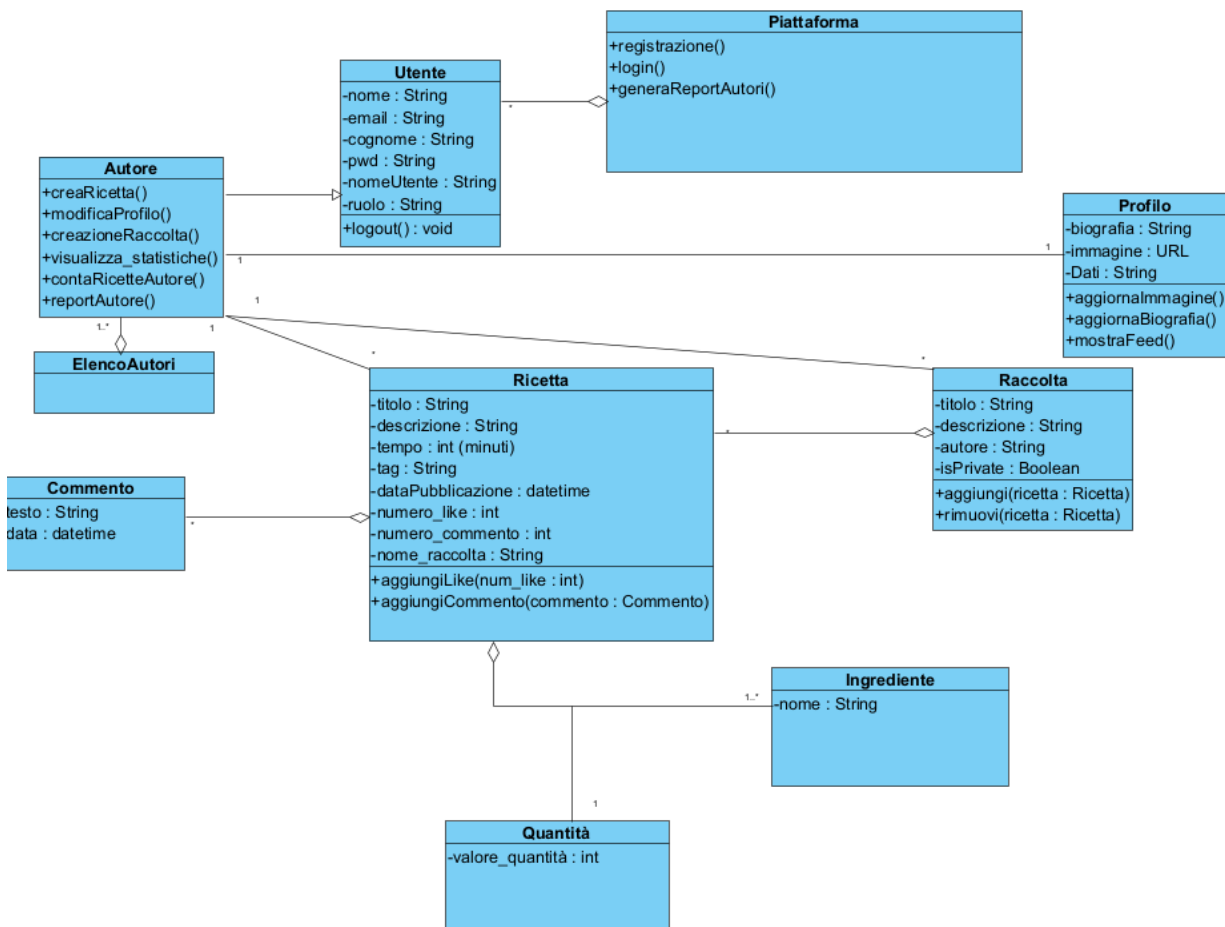 Piattaforma
+registrazione()
+login()
+generaReportAutori()
Utente
-nome : String
-email : String
-cognome : String
-pwd : String
-nomeUtente : String
-ruolo : String
+logout() : void
*
Autore
+creaRicetta()
+modificaProfilo()
+creazioneRaccolta()
+visualizza_statistiche()
+contaRicetteAutore()
+reportAutore()
Profilo
-biografia : String
-immagine : URL
-Dati : String
+aggiornaImmagine()
+aggiornaBiografia()
+mostraFeed()
1
1
1
1..*
1
ElencoAutori
*
*
Ricetta
-titolo : String
-descrizione : String
-tempo : int (minuti)
-tag : String
-dataPubblicazione : datetime
-numero_like : int
-numero_commento : int
-nome_raccolta : String
+aggiungiLike(num_like : int)
+aggiungiCommento(commento : Commento)
Raccolta
-titolo : String
-descrizione : String
-autore : String
-isPrivate : Boolean
+aggiungi(ricetta : Ricetta)
+rimuovi(ricetta : Ricetta)
*
Commento
testo : String
data : datetime
*
Ingrediente
-nome : String
1..*
1
Quantità
-valore_quantità : int